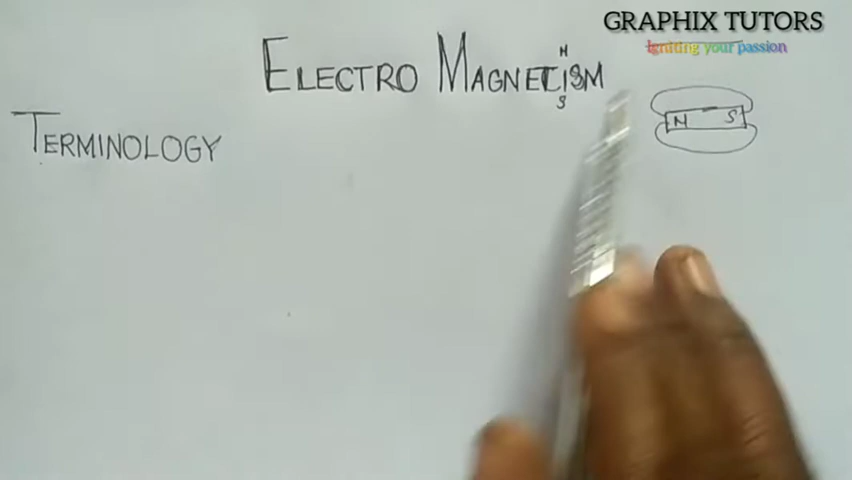 GRAPHIX TUTORS
Igniting your passion
ELECTRO MAGNETISM
N
S
N S
TERMINOLOGY